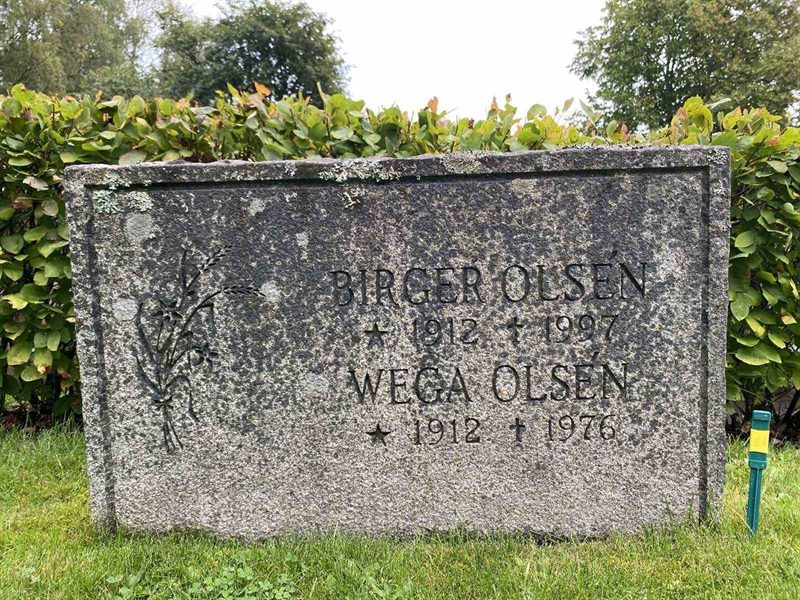 BIRGER OLSÉN
★ 1912 † 1997
WEGA OLSÉN
★ 1912 † 1976